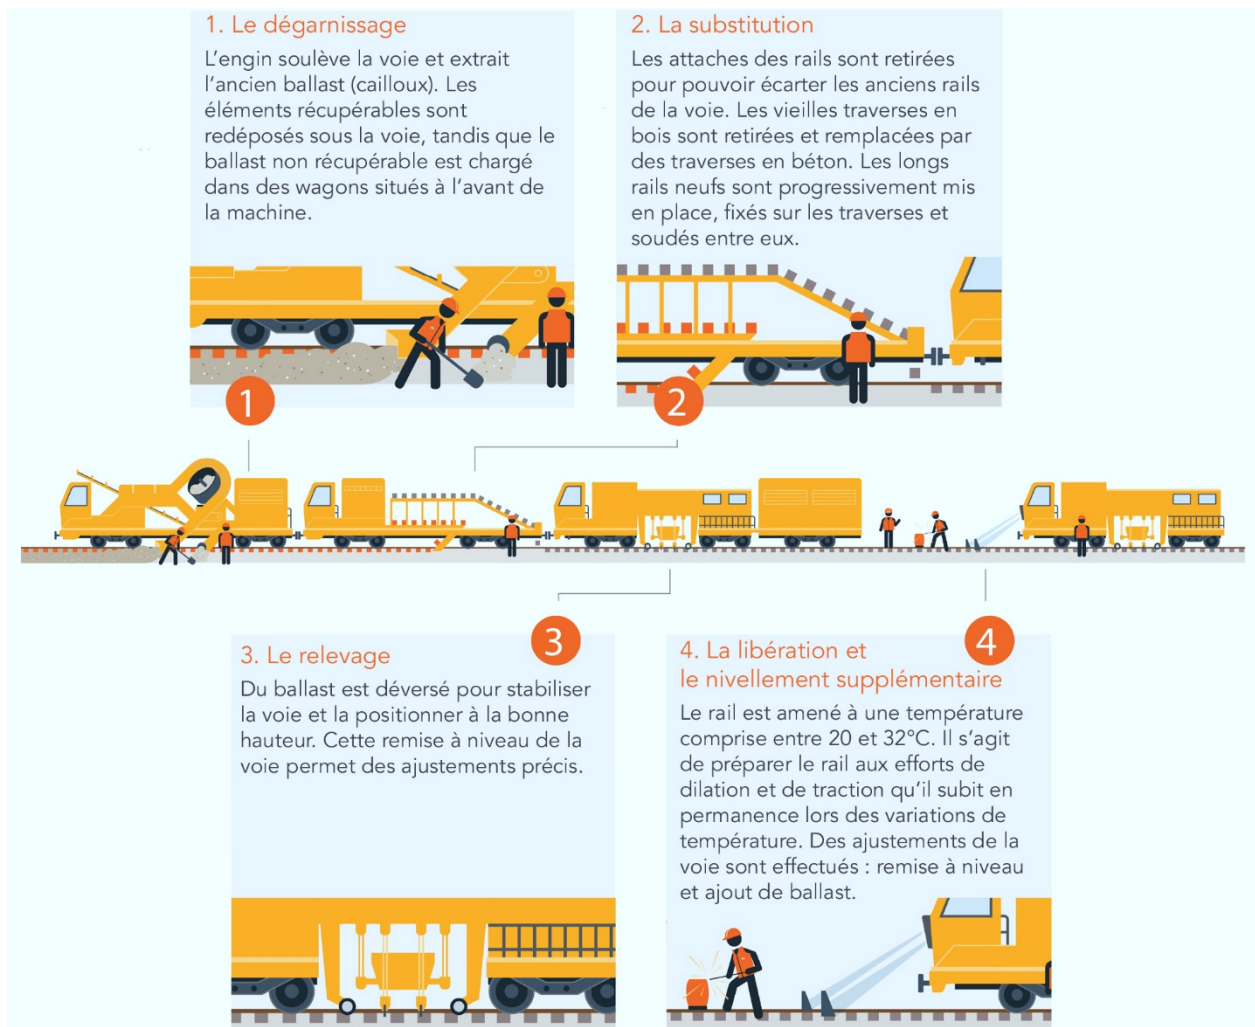 1. Le dégarnissage
L’engin soulève la voie et extrait
l’ancien ballast (cailloux). Les
éléments récupérables sont
redéposés sous la voie, tandis que le
ballast non récupérable est chargé
dans des wagons situés à l’avant de
la machine.
2. La substitution
Les attaches des rails sont retirées
pour pouvoir écarter les anciens rails
de la voie. Les vieilles traverses en
bois sont retirées et remplacées par
des traverses en béton. Les longs
rails neufs sont progressivement mis
en place, fixés sur les traverses et
soudés entre eux.
1
2
3
4
3. Le relevage
Du ballast est déversé pour stabiliser
la voie et la positionner à la bonne
hauteur. Cette remise à niveau de la
voie permet des ajustements précis.
4. La libération et
le nivellement supplémentaire
Le rail est amené à une température
comprise entre 20 et 32°C. Il s’agit
de préparer le rail aux efforts de
dilation et de traction qu’il subit en
permanence lors des variations de
température. Des ajustements de la
voie sont effectués : remise à niveau
et ajout de ballast.